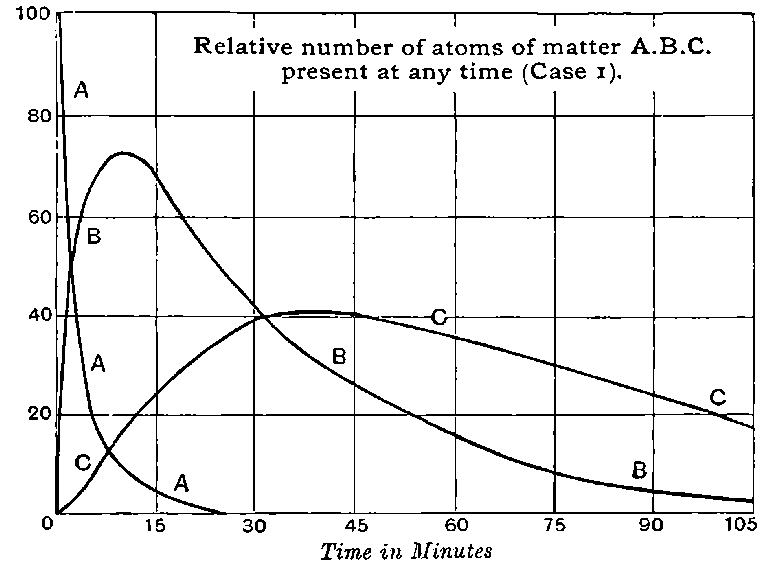 100
Relative number of atoms of matter A.B.C.
present at any time (Case 1).
A
80
60
B
40
C
B
A
20
C
C
B
A
0 15 30 45 60 75 90 105
Time in Minutes